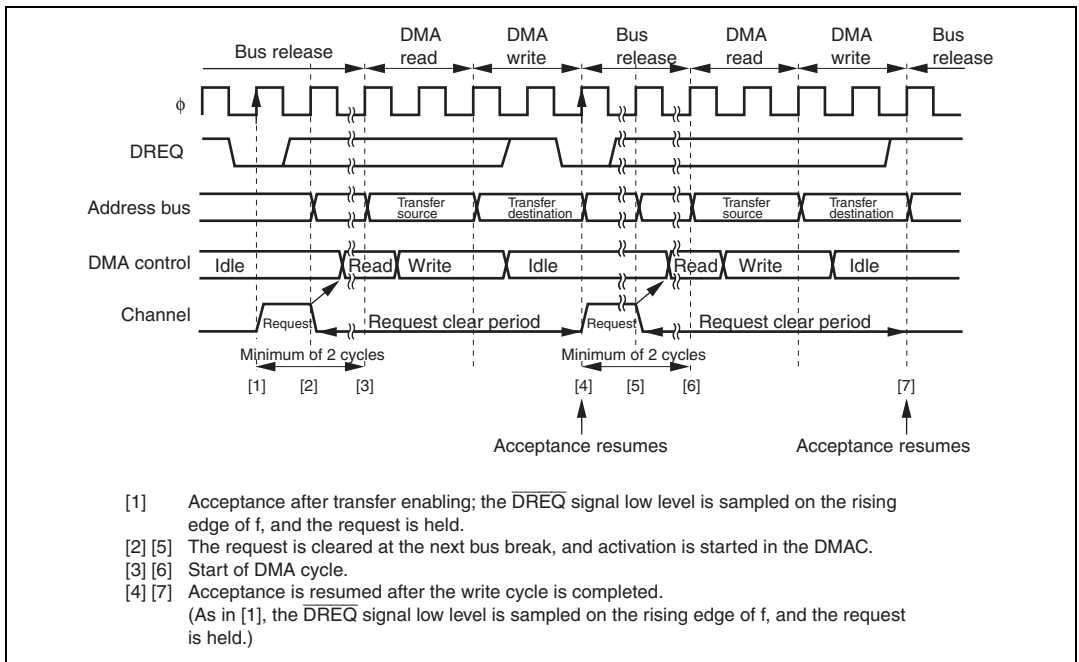 Bus release DMA read DMA write Bus release DMA read DMA write Bus release
ϕ
DREQ
Address bus Transfer source Transfer destination Transfer source Transfer destination
DMA control Idle Read Write Idle Read Write Idle
Channel Request Request clear period Request Request clear period
Minimum of 2 cycles Minimum of 2 cycles
[1] [2] [3] [4] [5] [6] [7]
Acceptance resumes Acceptance resumes
[1] Acceptance after transfer enabling; the DREQ signal low level is sampled on the rising
edge of f, and the request is held.
[2] [5] The request is cleared at the next bus break, and activation is started in the DMAC.
[3] [6] Start of DMA cycle.
[4] [7] Acceptance is resumed after the write cycle is completed.
(As in [1], the DREQ signal low level is sampled on the rising edge of f, and the request
is held.)